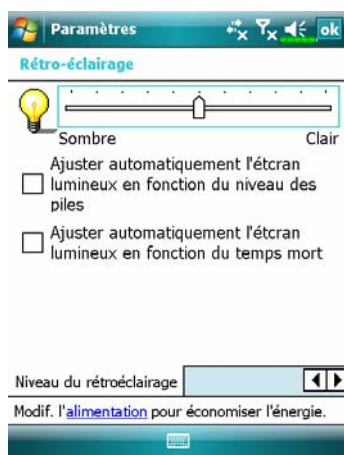 Paramètres ok
Rétro-éclairage
Sombre Clair
Ajuster automatiquement l'étcran
lumineux en fonction du niveau des
piles
Ajuster automatiquement l'étcran
lumineux en fonction du temps mort
Niveau du rétroéclairage
Modif. l'alimentation pour économiser l'énergie.